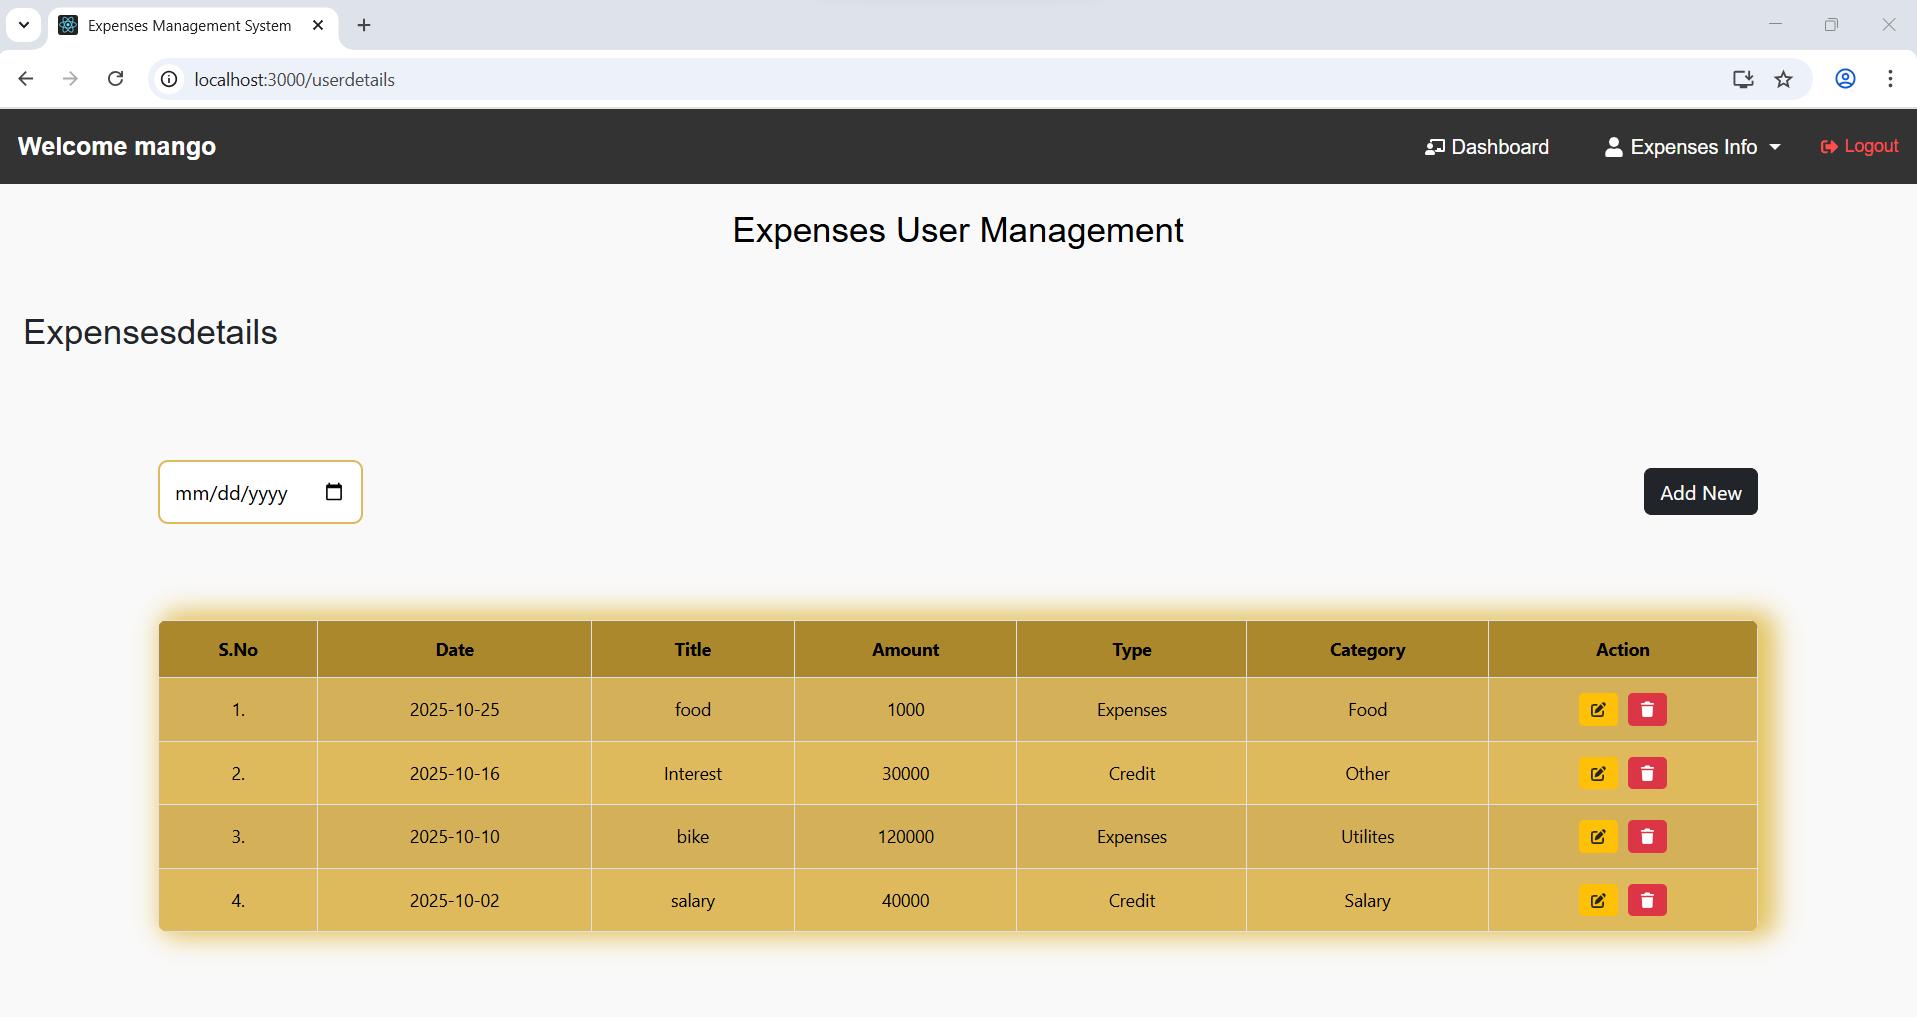 Expenses Management System
localhost:3000/userdetails
Welcome mango Dashboard Expenses Info Logout
Expenses User Management
Expensesdetails
mm/dd/yyyy Add New
S.No Date Title Amount Type Category Action
1. 2025-10-25 food 1000 Expenses Food
2. 2025-10-16 Interest 30000 Credit Other
3. 2025-10-10 bike 120000 Expenses Utilites
4. 2025-10-02 salary 40000 Credit Salary